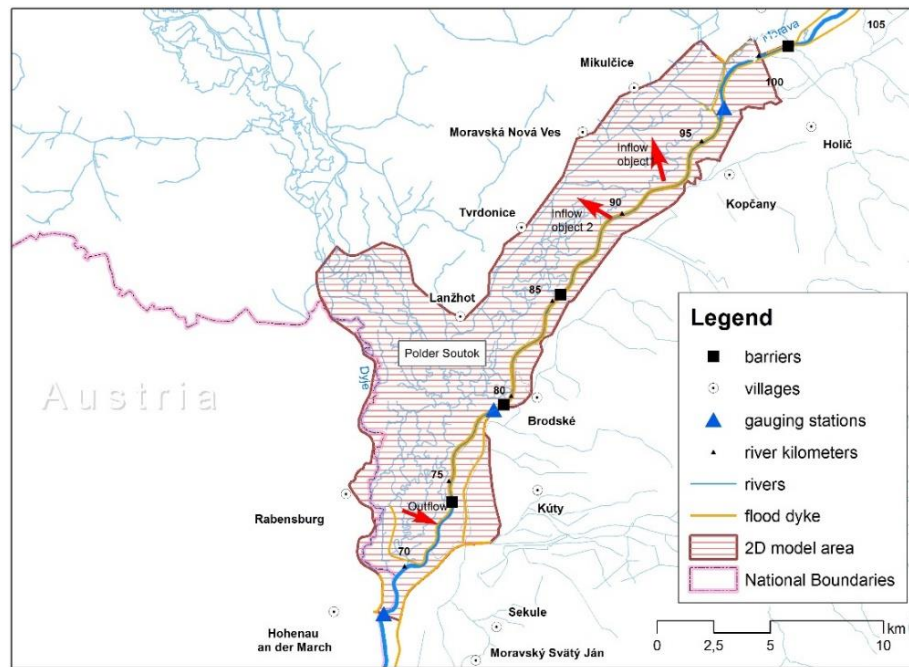 105
Morava
Mikulčice
100
Moravská Nová Ves
95
Holič
Inflow
object
Kopčany
90
Tvrdonice
Inflow
object 2
85
Lanžhot
Polder Soutok
Dyje
80
Austria
Brodské
75
Outflow
Rabensburg
Kúty
70
Sekule
Hohenau
an der March
Moravský Svätý Ján
Legend
barriers
villages
gauging stations
river kilometers
rivers
flood dyke
2D model area
National Boundaries
km
0 2,5 5 10